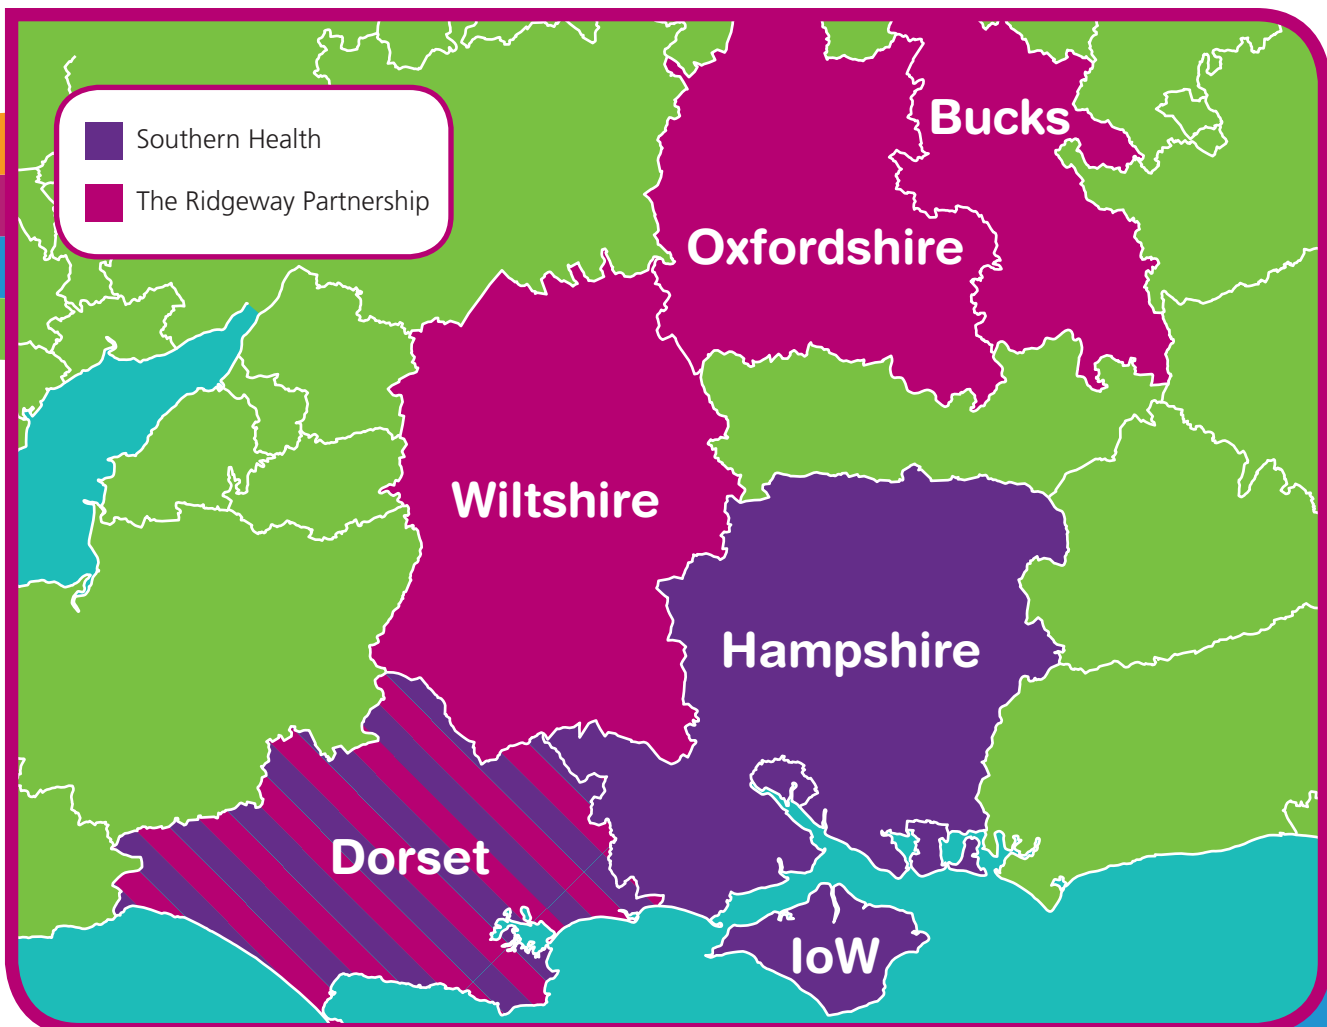 Southern Health
The Ridgeway Partnership
Bucks
Oxfordshire
Wiltshire
Hampshire
Dorset
IoW